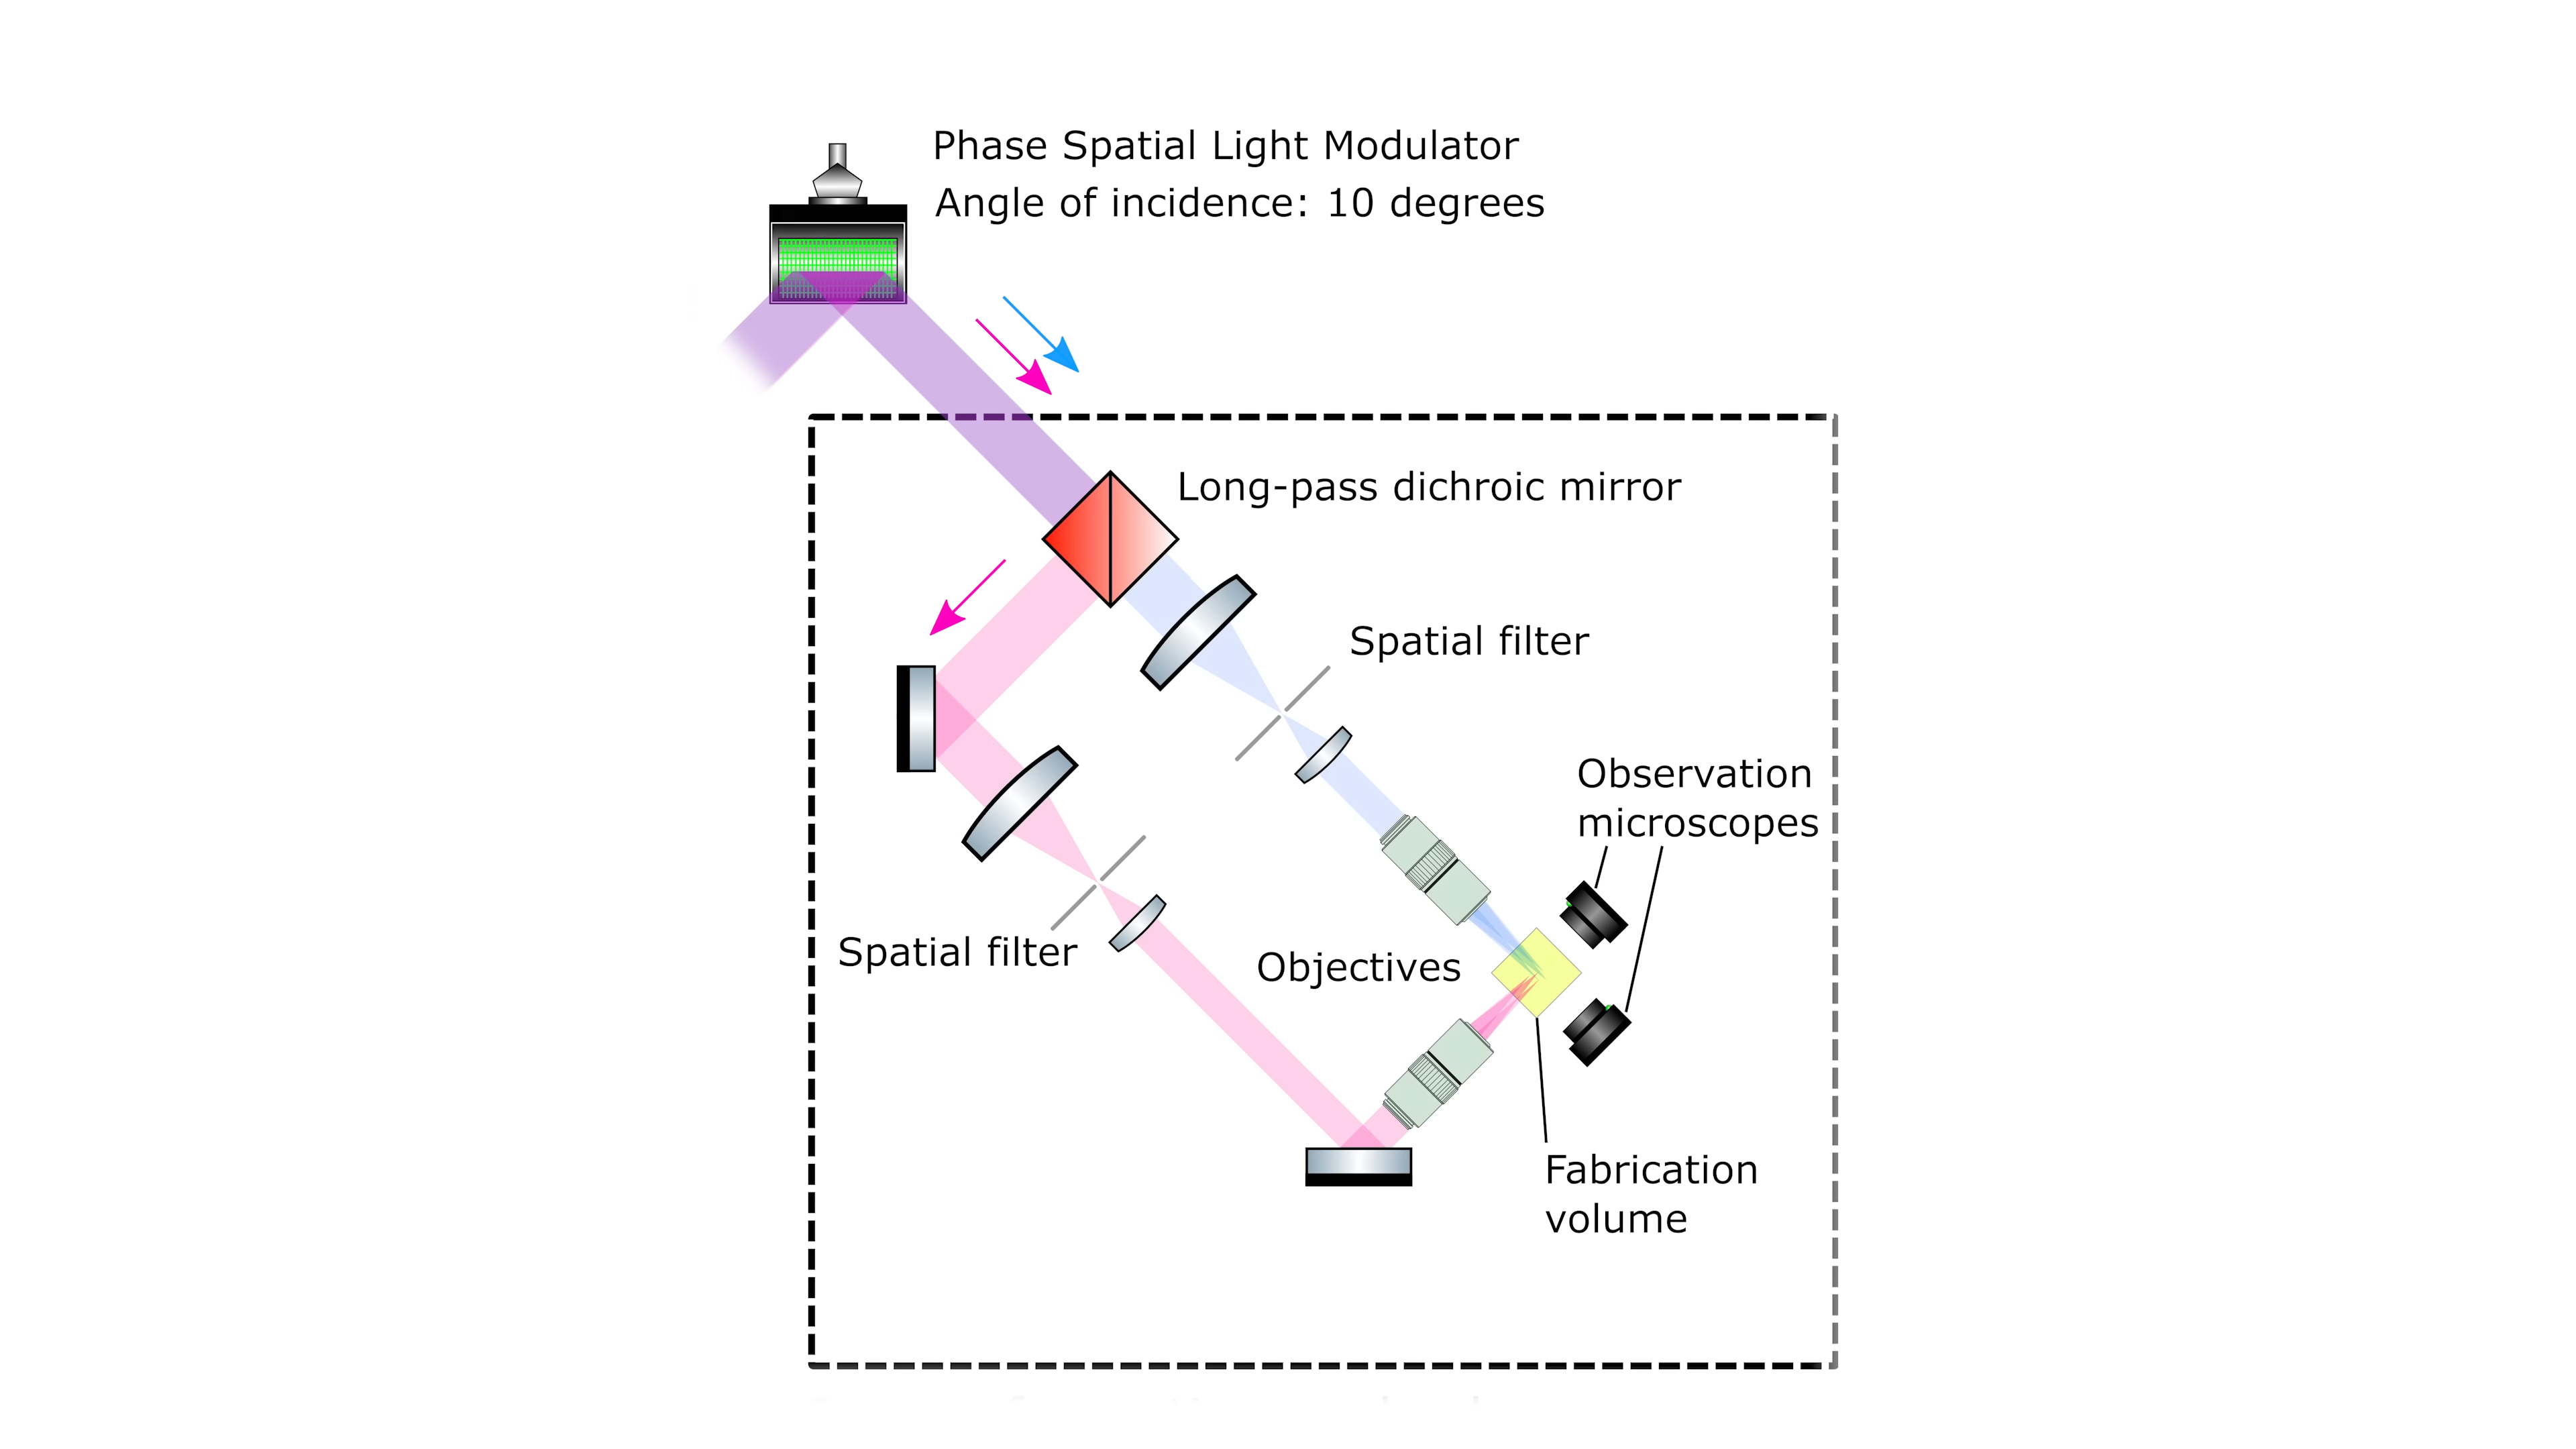 Phase Spatial Light Modulator
Angle of incidence: 10 degrees
Long-pass dichroic mirror
Spatial filter
Observation
microscopes
Spatial filter
Objectives
Fabrication
volume